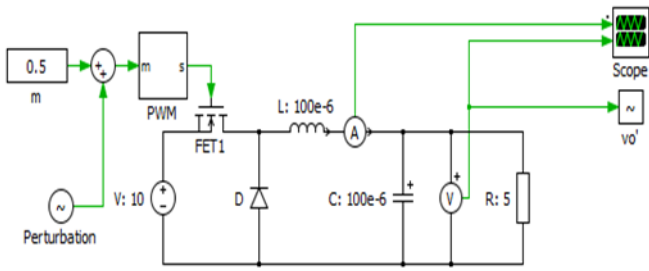 0.5
m
+
+
m
s
PWM
FET1
L: 100e-6
A
Scope
~
vo'
V: 10
+
−
D
C: 100e-6
+
+
V
R: 5
~
Perturbation